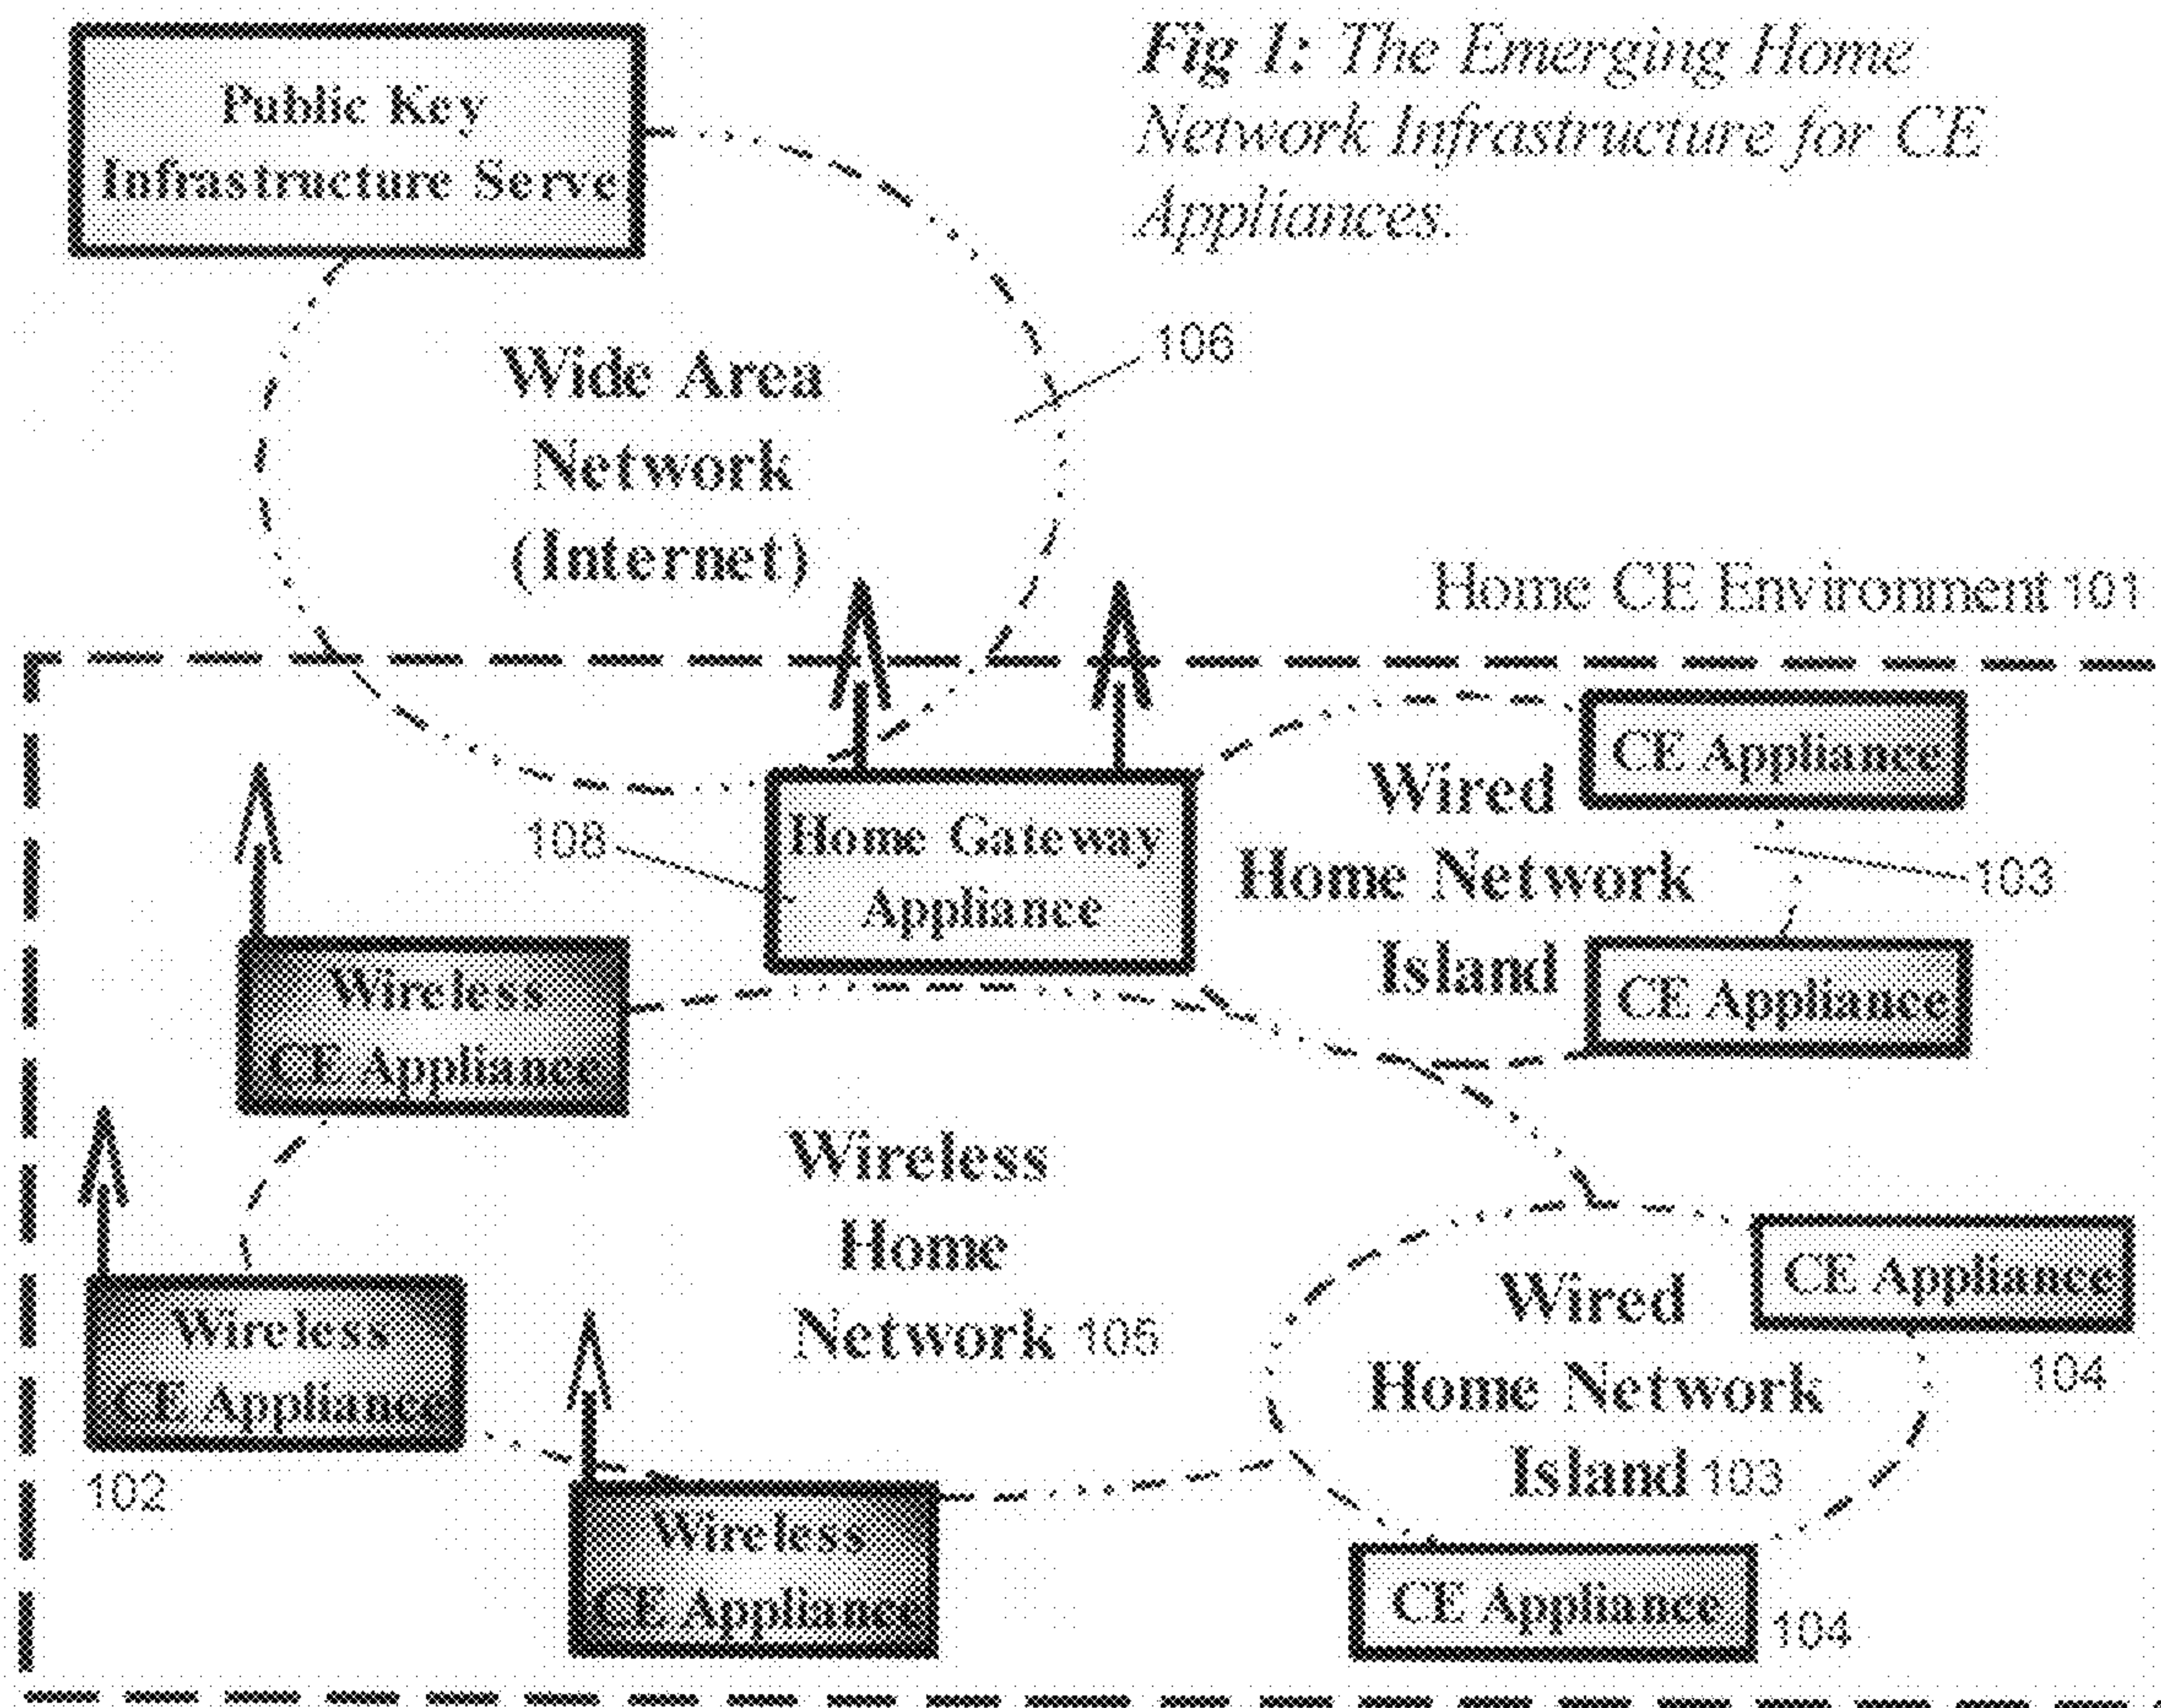 Fig 1: The Emerging Home
Network Infrastructure for CE
Appliances.
Public Key
Infrastructure Serve
106
Wide Area
Network
(Internet)
Home CE Environment 101
CE Appliance
Wired
Home Network
Island
103
108
Home Gateway
Appliance
CE Appliance
Wireless
CE Appliance
Wireless
Home
Network 105
Wireless
CE Appliance
102
CE Appliance
104
Wired
Home Network
Island 103
Wireless
CE Appliance
CE Appliance
104